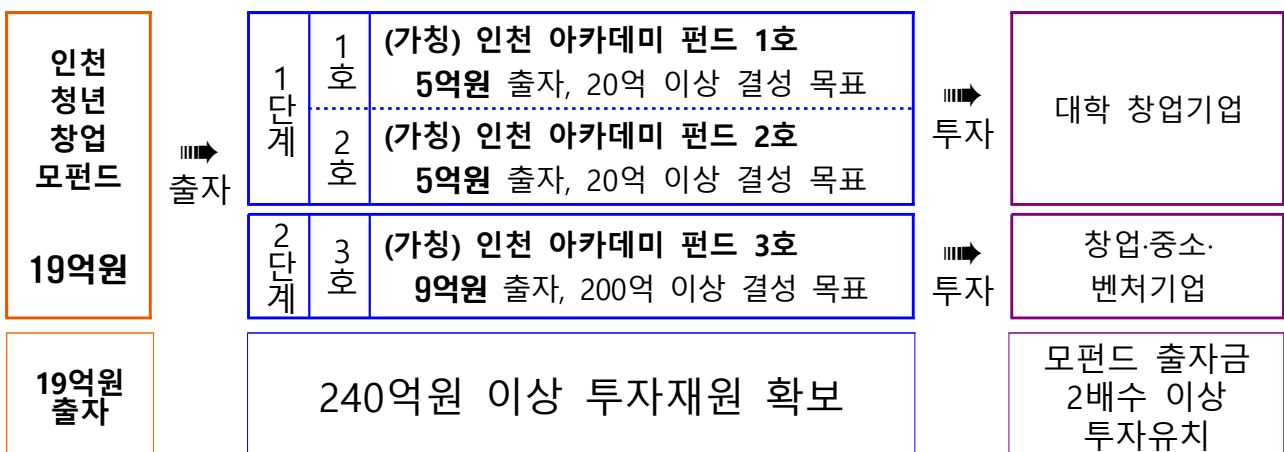 인천
청년
창업
모펀드
19억원
출자
1단계
1호
(가칭) 인천 아카데미 펀드 1호
5억원 출자, 20억 이상 결성 목표
2호
(가칭) 인천 아카데미 펀드 2호
5억원 출자, 20억 이상 결성 목표
투자
대학 창업기업
2단계
3호
(가칭) 인천 아카데미 펀드 3호
9억원 출자, 200억 이상 결성 목표
투자
창업·중소·
벤처기업
19억원
출자
240억원 이상 투자재원 확보
모펀드 출자금
2배수 이상
투자유치